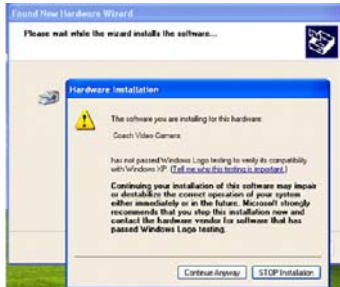 Found New Hardware Wizard
Please wait while the wizard installs the software...
Hardware Installation
The software you are installing for this hardware:
Coach Video Camera
has not passed Windows Logo testing to verify its compatibility
with Windows XP. (Tell me why this testing is important.)
Continuing your installation of this software may impair
or destabilize the correct operation of your system
either immediately or in the future. Microsoft strongly
recommends that you stop this installation now and
contact the hardware vendor for software that has
passed Windows Logo testing.
Continue Anyway
STOP Installation